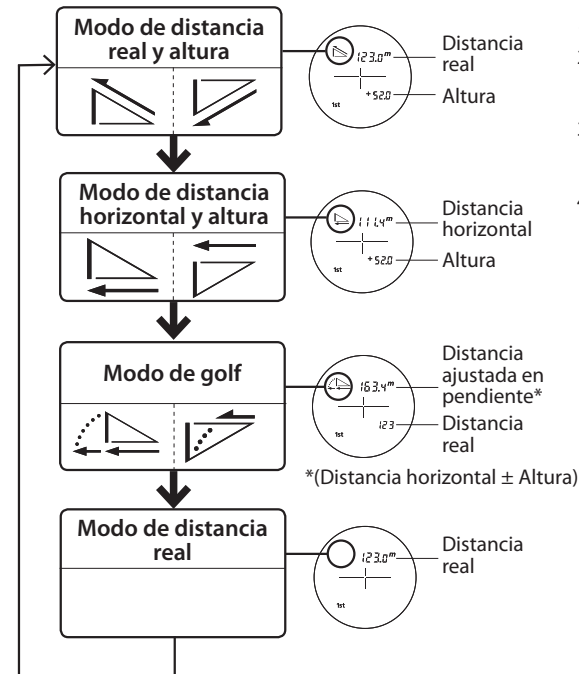 Modo de distancia
real y altura
123.0m
+52.0
1st
Distancia
real
Altura
Modo de distancia
horizontal y altura
111.4m
+52.0
1st
Distancia
horizontal
Altura
Modo de golf
163.4m
123
1st
Distancia
ajustada en
pendiente*
Distancia
real
*(Distancia horizontal ± Altura)
Modo de distancia
real
123.0m
1st
Distancia
real